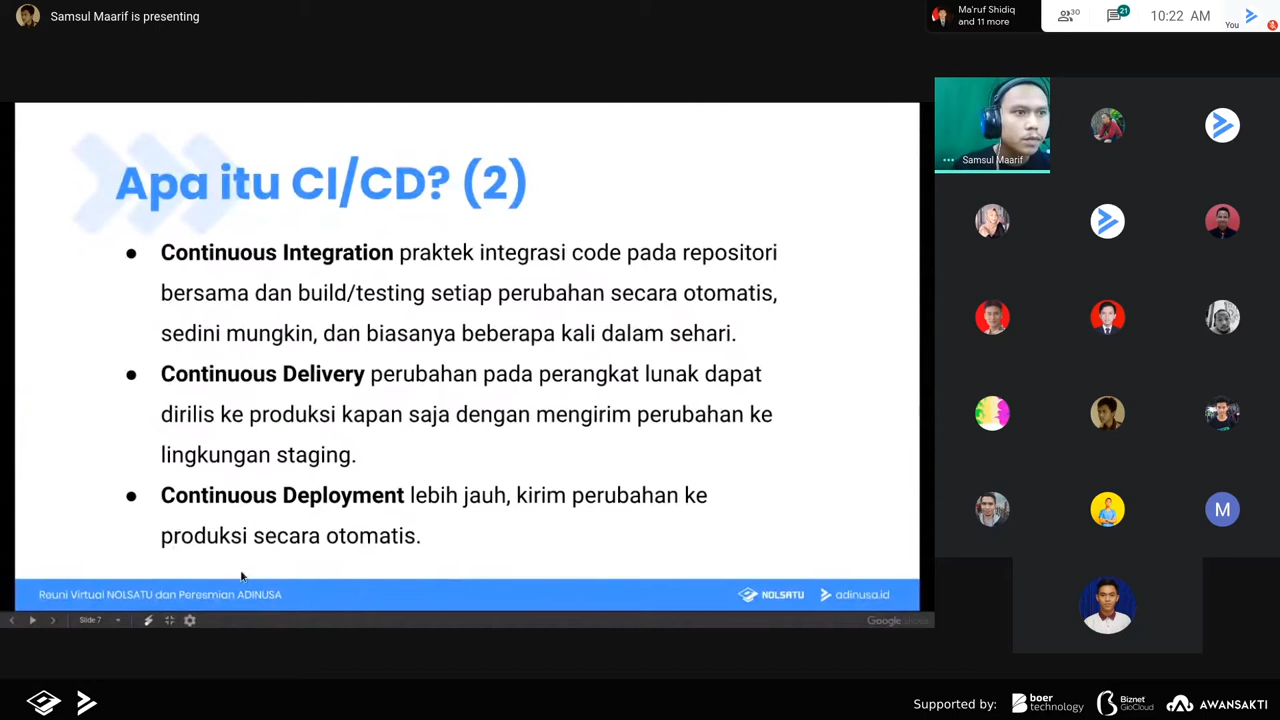 Samsul Maarif is presenting
Ma'ruf Shidiq
and 11 more
30
21
10:22 AM
You
Apa itu CI/CD? (2)
● Continuous Integration praktek integrasi code pada repositori
bersama dan build/testing setiap perubahan secara otomatis,
sedini mungkin, dan biasanya beberapa kali dalam sehari.
● Continuous Delivery perubahan pada perangkat lunak dapat
dirilis ke produksi kapan saja dengan mengirim perubahan ke
lingkungan staging.
● Continuous Deployment lebih jauh, kirim perubahan ke
produksi secara otomatis.
Reuni Virtual NOLSATU dan Peresmian ADINUSA
NOLSATU
adinusa.id
Slide 7
Google Slides
Samsul Maarif
M
Supported by:
boer
technology
Biznet
GioCloud
AWANSAKTI